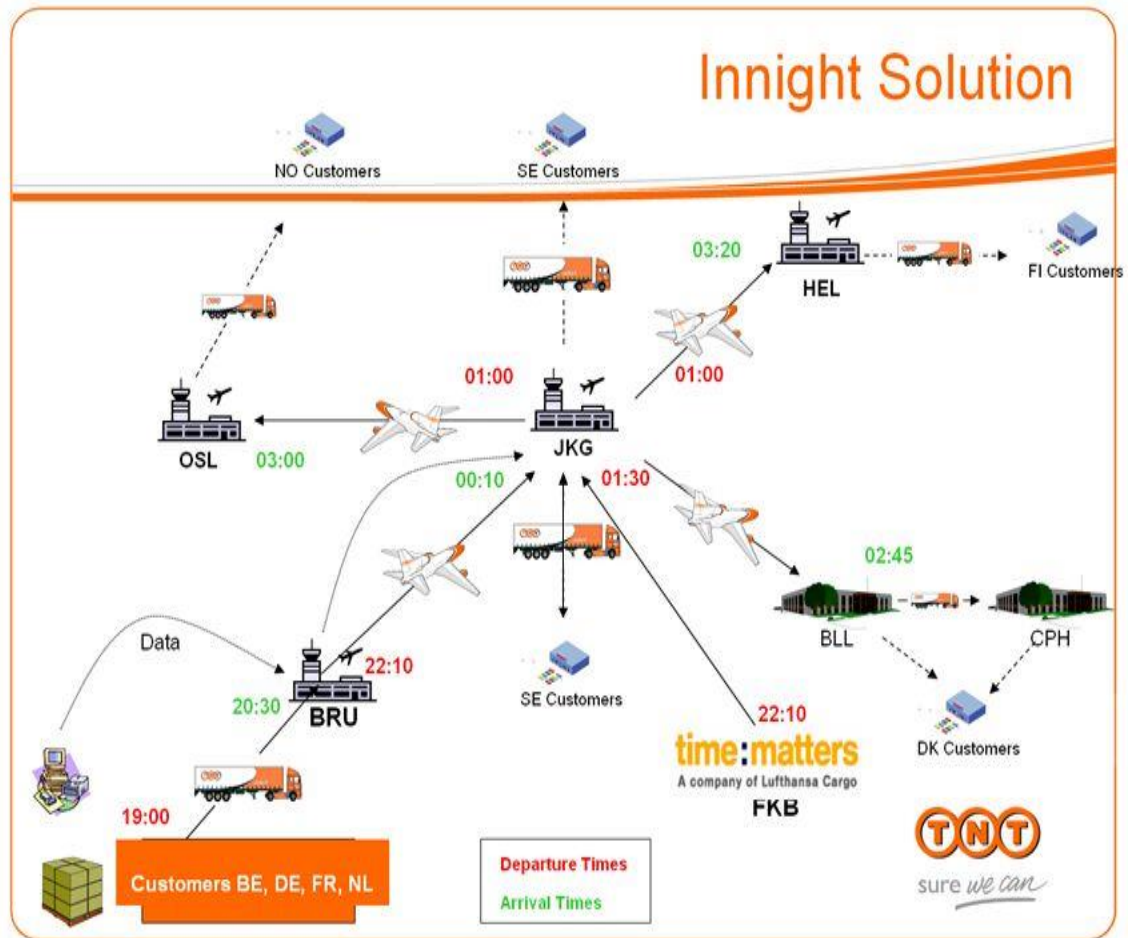 Innight Solution
NO Customers
SE Customers
03:20
HEL
FI Customers
01:00
01:00
OSL
03:00
JKG
00:10
01:30
02:45
BLL
CPH
Data
22:10
20:30
BRU
SE Customers
DK Customers
22:10
time:matters
A company of Lufthansa Cargo
FKB
19:00
Customers BE, DE, FR, NL
Departure Times
Arrival Times
TNT
sure we can